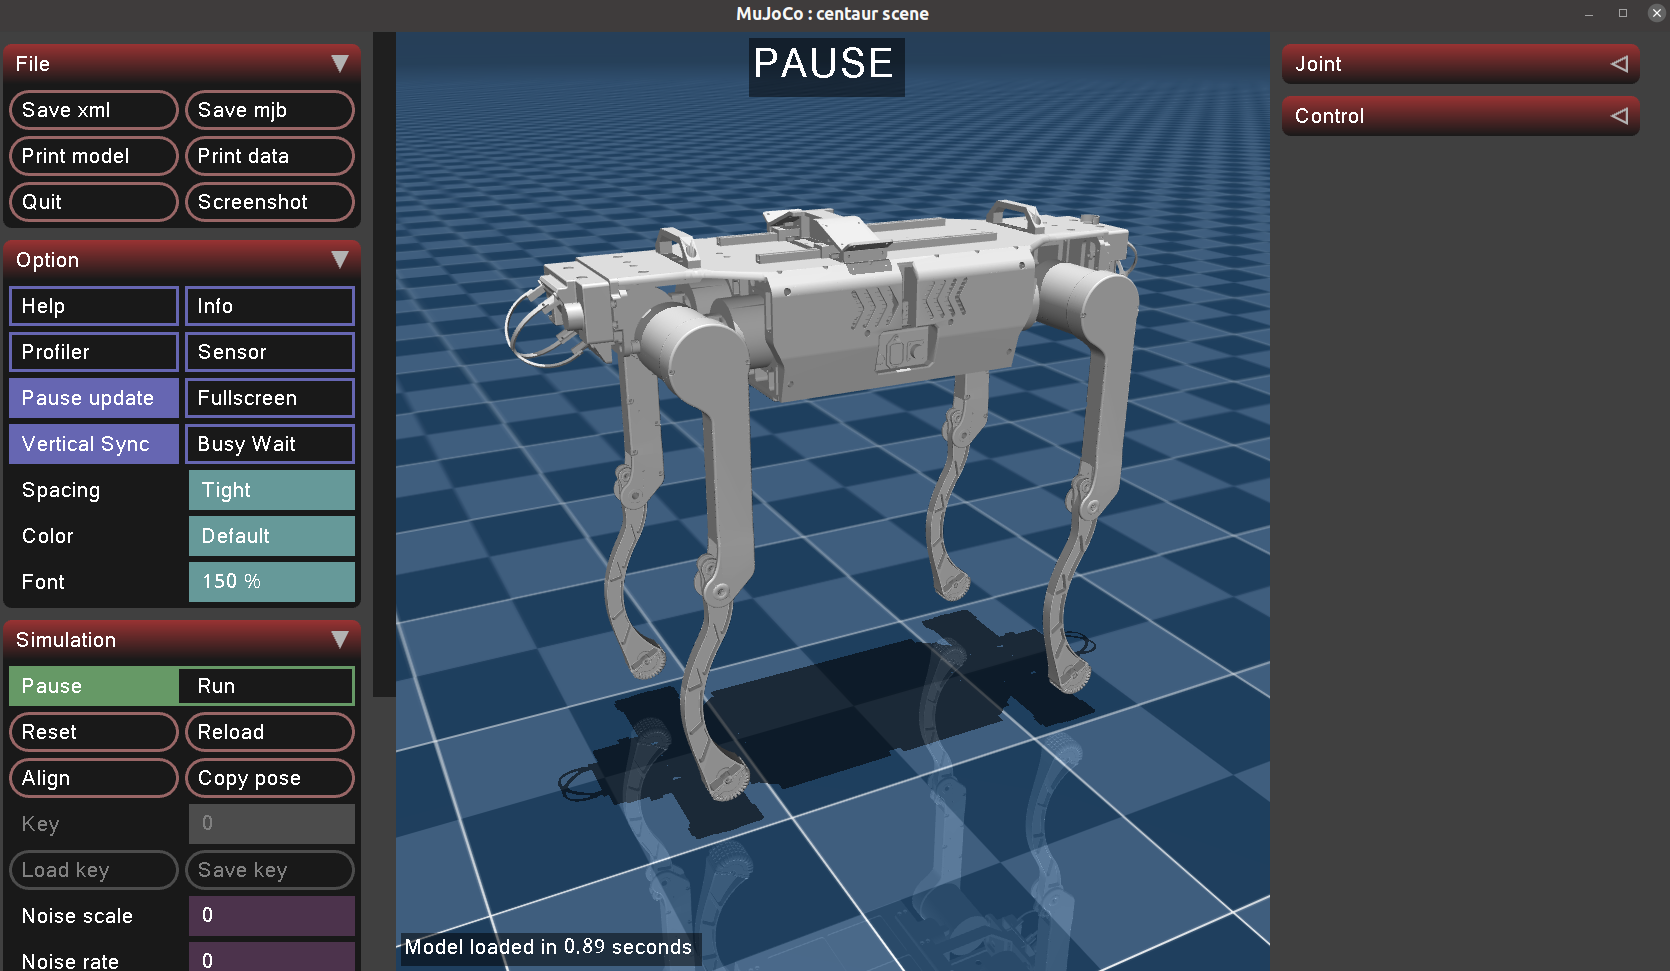 MuJoCo : centaur scene
File
Save xml Save mjb
Print model Print data
Quit Screenshot
Option
Help Info
Profiler Sensor
Pause update Fullscreen
Vertical Sync Busy Wait
Spacing Tight
Color Default
Font 150 %
Simulation
Pause Run
Reset Reload
Align Copy pose
Key 0
Load key Save key
Noise scale 0
Noise rate 0
PAUSE
Model loaded in 0.89 seconds
Joint
Control